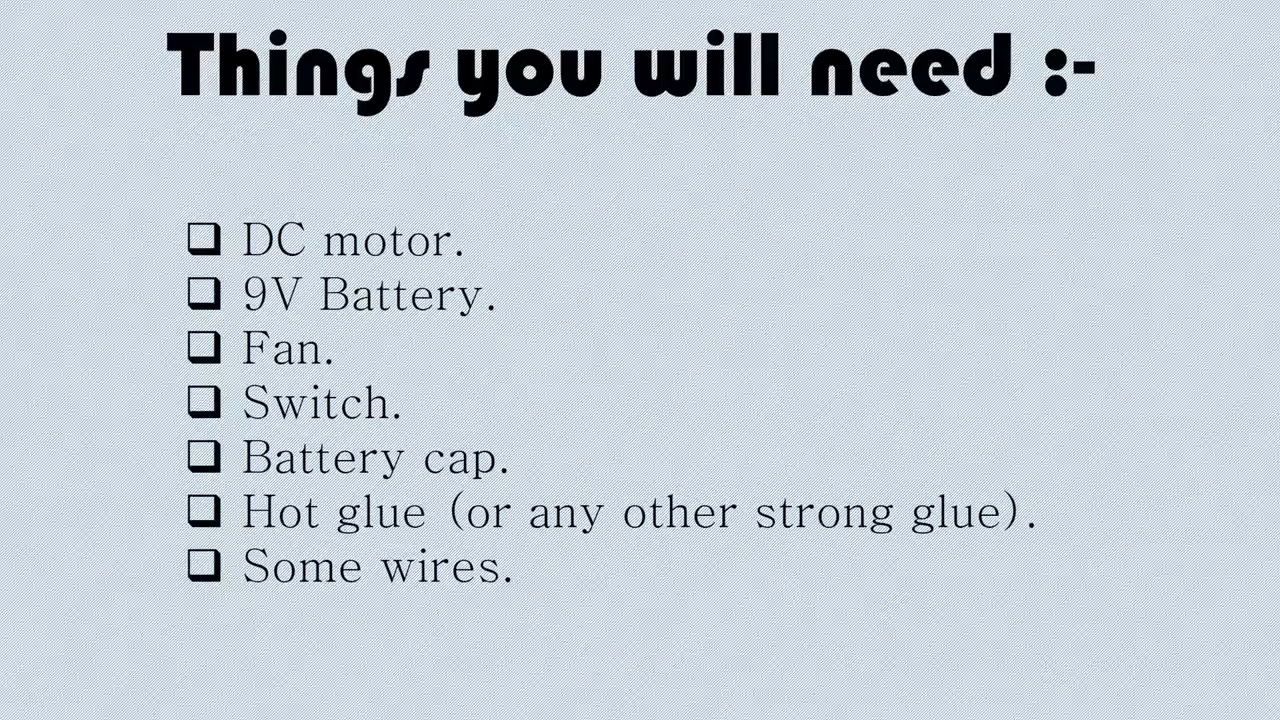 Things you will need :-
❑ DC motor.
❑ 9V Battery.
❑ Fan.
❑ Switch.
❑ Battery cap.
❑ Hot glue (or any other strong glue).
❑ Some wires.